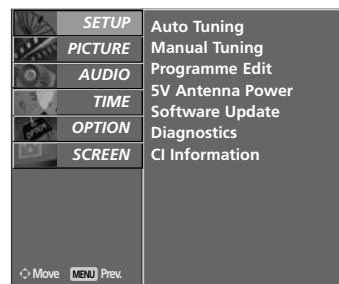 SETUP
PICTURE
AUDIO
TIME
OPTION
SCREEN
Auto Tuning
Manual Tuning
Programme Edit
5V Antenna Power
Software Update
Diagnostics
CI Information
Move MENU Prev.